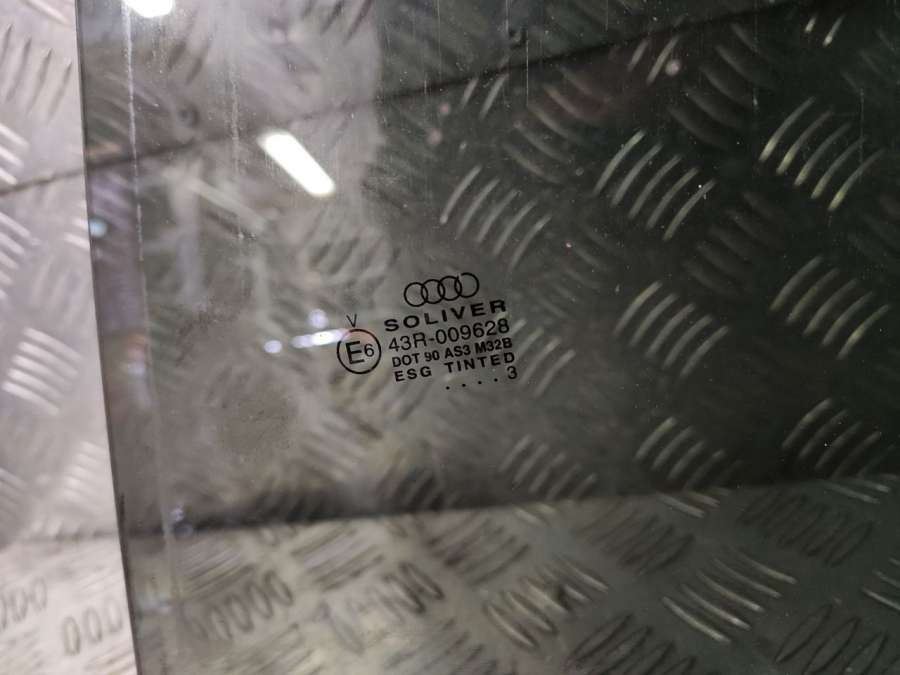 V
SOLIVER
E6 43R-009628
DOT 90 AS3 M32B
ESG TINTED
. . . . 3